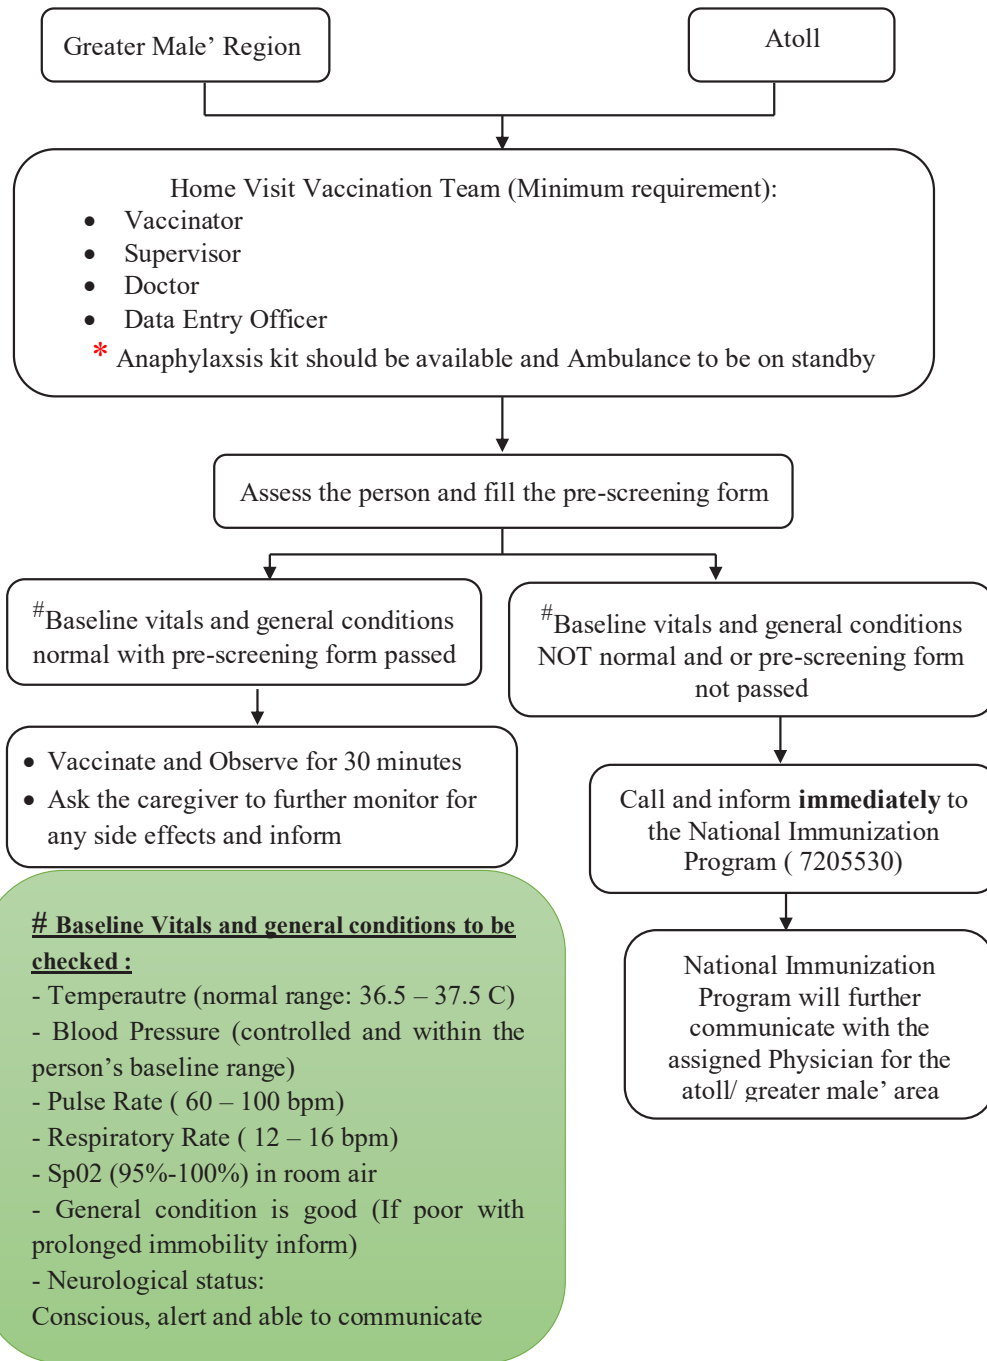 Greater Male’ Region
Atoll
Home Visit Vaccination Team (Minimum requirement):
• Vaccinator
• Supervisor
• Doctor
• Data Entry Officer
* Anaphylaxsis kit should be available and Ambulance to be on standby
Assess the person and fill the pre-screening form
#Baseline vitals and general conditions
normal with pre-screening form passed
#Baseline vitals and general conditions
NOT normal and or pre-screening form
not passed
• Vaccinate and Observe for 30 minutes
• Ask the caregiver to further monitor for
any side effects and inform
Call and inform immediately to
the National Immunization
Program ( 7205530)
National Immunization
Program will further
communicate with the
assigned Physician for the
atoll/ greater male’ area
# Baseline Vitals and general conditions to be
checked :
- Temperautre (normal range: 36.5 – 37.5 C)
- Blood Pressure (controlled and within the
person’s baseline range)
- Pulse Rate ( 60 – 100 bpm)
- Respiratory Rate ( 12 – 16 bpm)
- Sp02 (95%-100%) in room air
- General condition is good (If poor with
prolonged immobility inform)
- Neurological status:
Conscious, alert and able to communicate